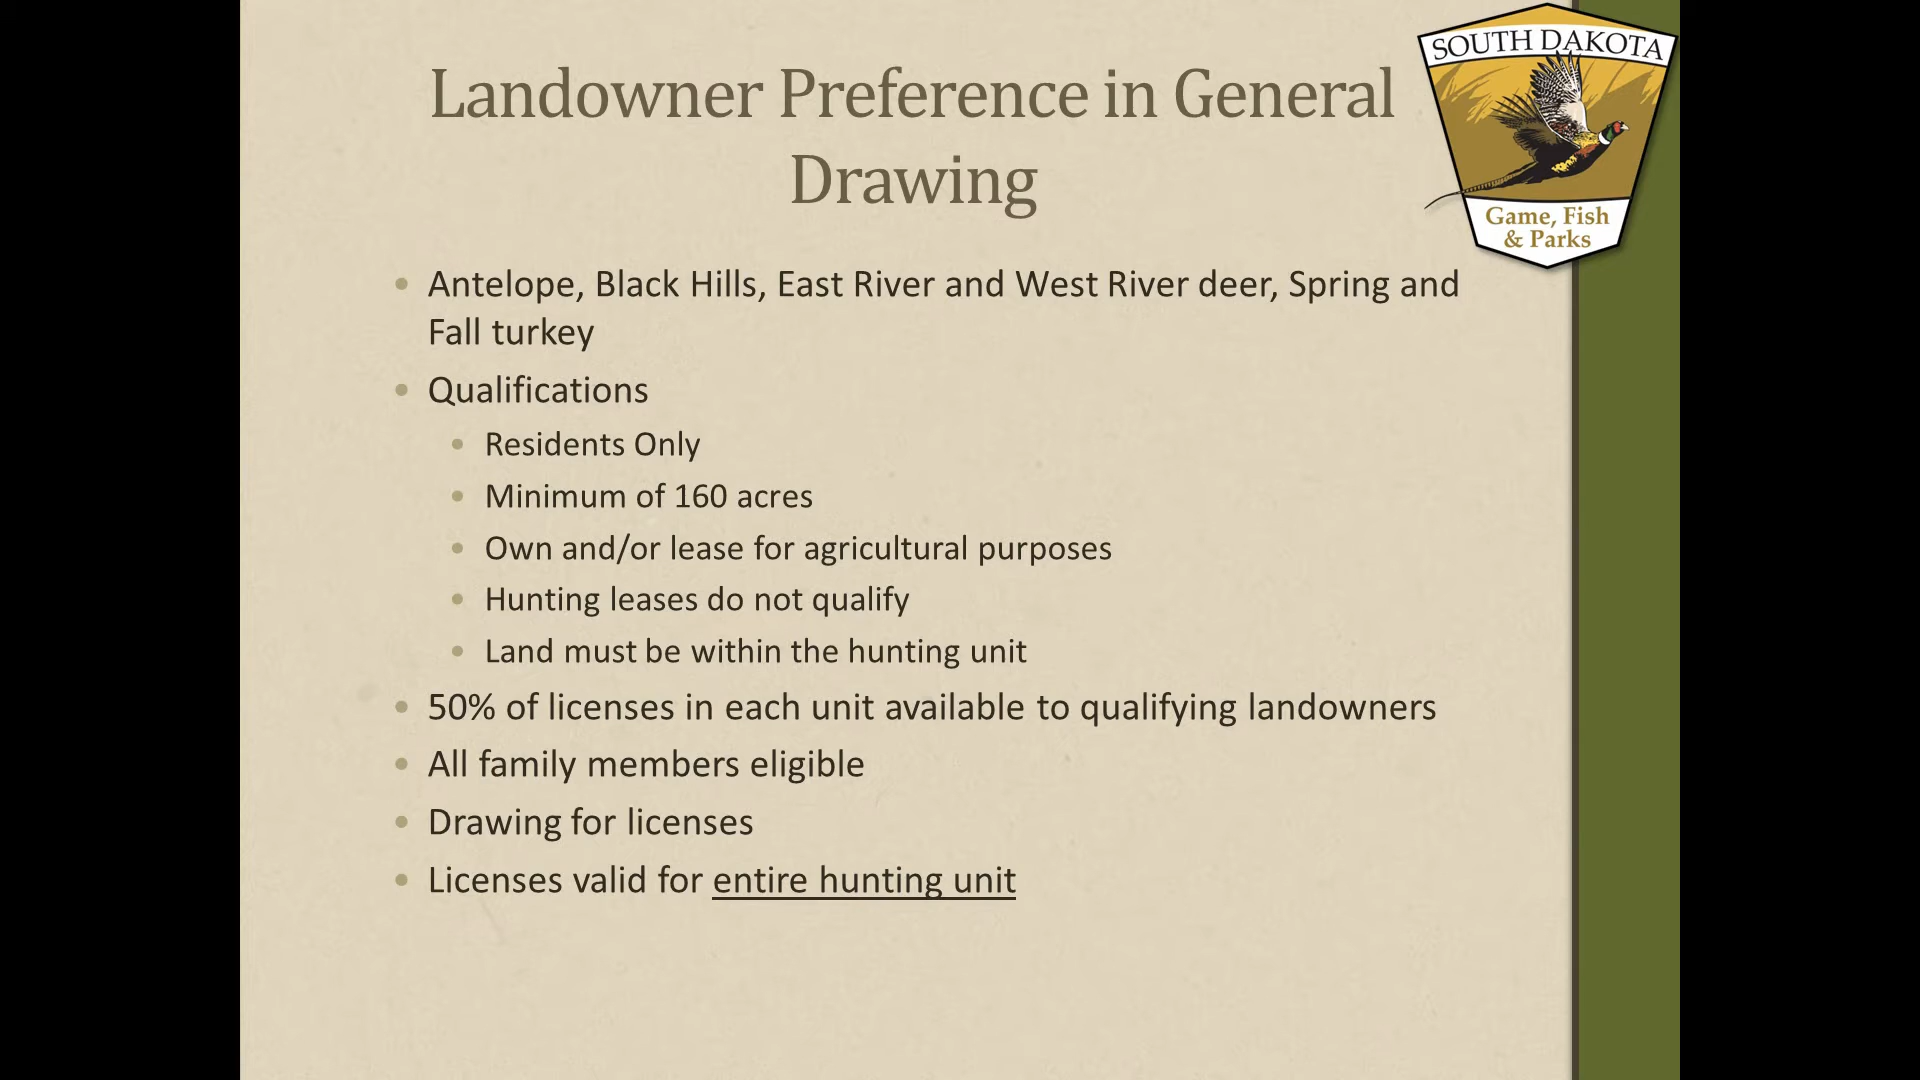 SOUTH DAKOTA
Landowner Preference in General
Drawing
Game, Fish
& Parks
• Antelope, Black Hills, East River and West River deer, Spring and
Fall turkey
• Qualifications
• Residents Only
• Minimum of 160 acres
• Own and/or lease for agricultural purposes
• Hunting leases do not qualify
• Land must be within the hunting unit
• 50% of licenses in each unit available to qualifying landowners
• All family members eligible
• Drawing for licenses
• Licenses valid for entire hunting unit